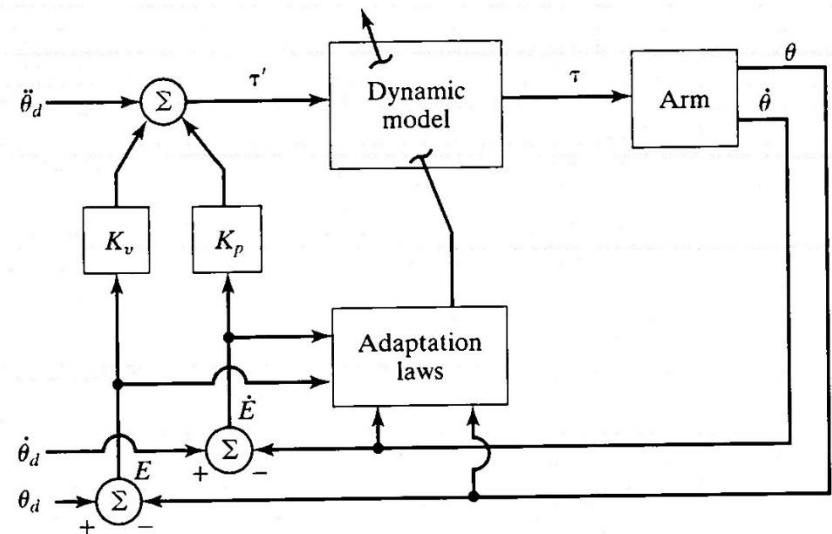 θ
τ′
Dynamic
model
τ
Arm
θ̇
θ̈d
Σ
Kv
Kp
Adaptation
laws
Ė
θ̇d
Σ
+
−
E
θd
Σ
+
−